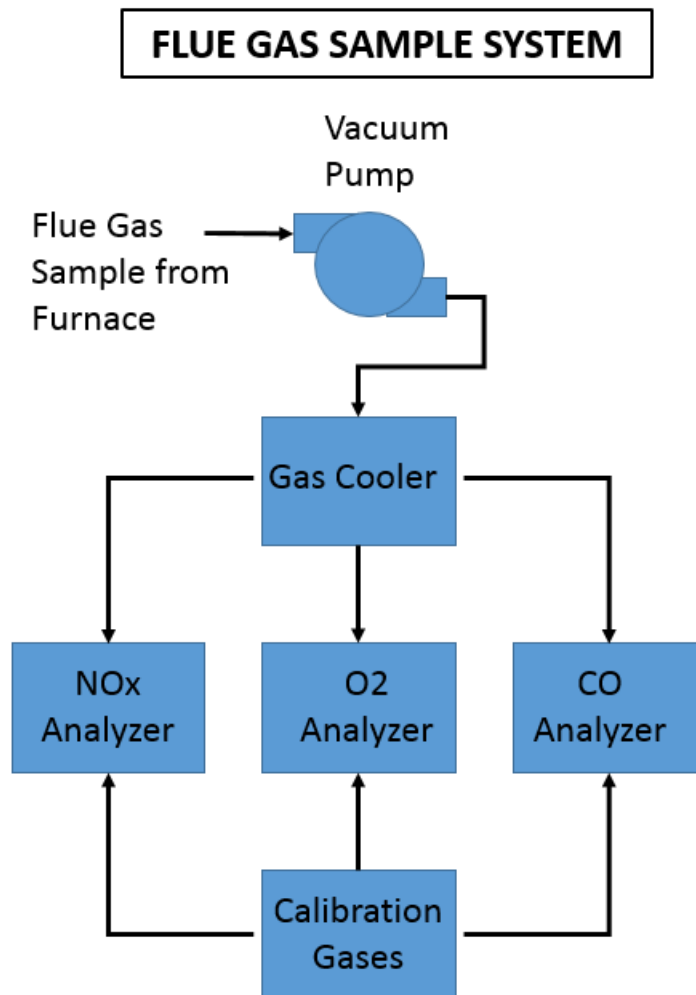 FLUE GAS SAMPLE SYSTEM
Vacuum
Pump
Flue Gas
Sample from
Furnace
Gas Cooler
NOx
Analyzer
O2
Analyzer
CO
Analyzer
Calibration
Gases